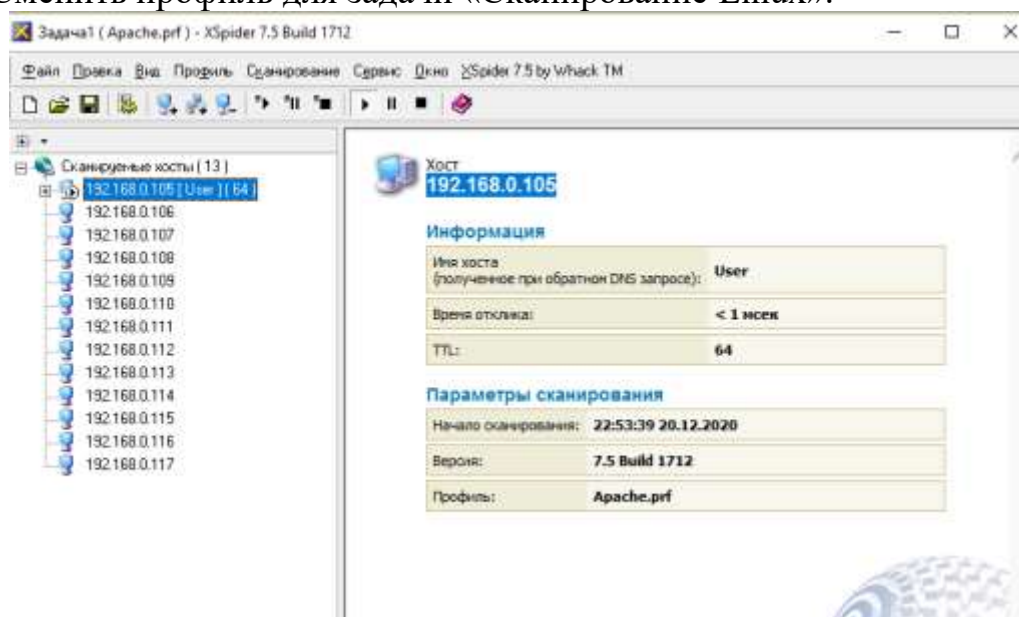 зменить профиль для задачи «Сканирование Linux».
Задача1 ( Apache.prf ) - XSpider 7.5 Build 1712
Файл Правка Вид Профиль Сканирование Сервис Окно XSpider 7.5 by Whack TM
Сканируемые хосты ( 13 )
192.168.0.105 [ User ] ( 64 )
192.168.0.106
192.168.0.107
192.168.0.108
192.168.0.109
192.168.0.110
192.168.0.111
192.168.0.112
192.168.0.113
192.168.0.114
192.168.0.115
192.168.0.116
192.168.0.117
Хост
192.168.0.105
Информация
Имя хоста
(полученное при обратном DNS запросе): User
Время отклика: < 1 мсек
TTL: 64
Параметры сканирования
Начало сканирования: 22:53:39 20.12.2020
Версия: 7.5 Build 1712
Профиль: Apache.prf